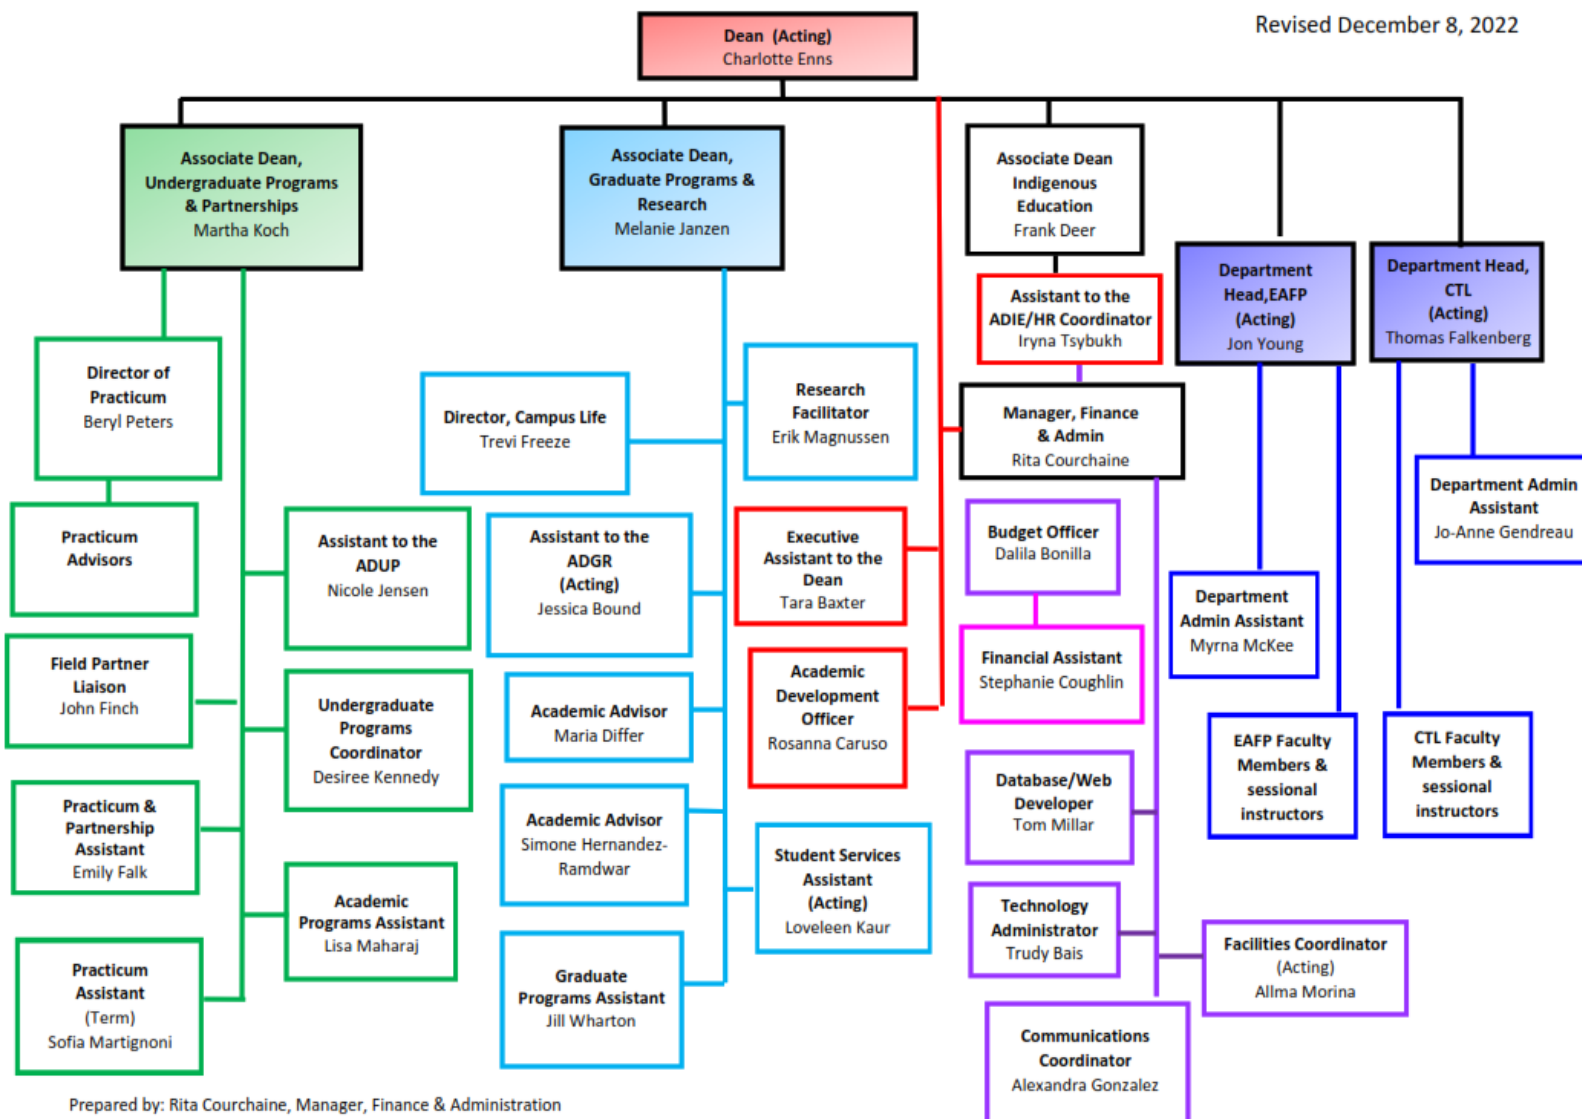 Revised December 8, 2022
Dean (Acting)
Charlotte Enns
Associate Dean,
Undergraduate Programs
& Partnerships
Martha Koch
Associate Dean,
Graduate Programs &
Research
Melanie Janzen
Associate Dean
Indigenous
Education
Frank Deer
Department
Head,EAFP
(Acting)
Jon Young
Department Head,
CTL
(Acting)
Thomas Falkenberg
Assistant to the
ADIE/HR Coordinator
Iryna Tsybukh
Director of
Practicum
Beryl Peters
Director, Campus Life
Trevi Freeze
Research
Facilitator
Erik Magnussen
Manager, Finance
& Admin
Rita Courchaine
Department Admin
Assistant
Jo-Anne Gendreau
Practicum
Advisors
Assistant to the
ADUP
Nicole Jensen
Assistant to the
ADGR
(Acting)
Jessica Bound
Executive
Assistant to the
Dean
Tara Baxter
Budget Officer
Dalila Bonilla
Department
Admin Assistant
Myrna McKee
Field Partner
Liaison
John Finch
Undergraduate
Programs
Coordinator
Desiree Kennedy
Academic Advisor
Maria Differ
Academic
Development
Officer
Rosanna Caruso
Financial Assistant
Stephanie Coughlin
EAFP Faculty
Members &
sessional
instructors
CTL Faculty
Members &
sessional
instructors
Practicum &
Partnership
Assistant
Emily Falk
Academic Advisor
Simone Hernandez-
Ramdwar
Database/Web
Developer
Tom Millar
Academic
Programs Assistant
Lisa Maharaj
Student Services
Assistant
(Acting)
Loveleen Kaur
Technology
Administrator
Trudy Bais
Facilities Coordinator
(Acting)
Allma Morina
Practicum
Assistant
(Term)
Sofia Martignoni
Graduate
Programs Assistant
Jill Wharton
Communications
Coordinator
Alexandra Gonzalez
Prepared by: Rita Courchaine, Manager, Finance & Administration